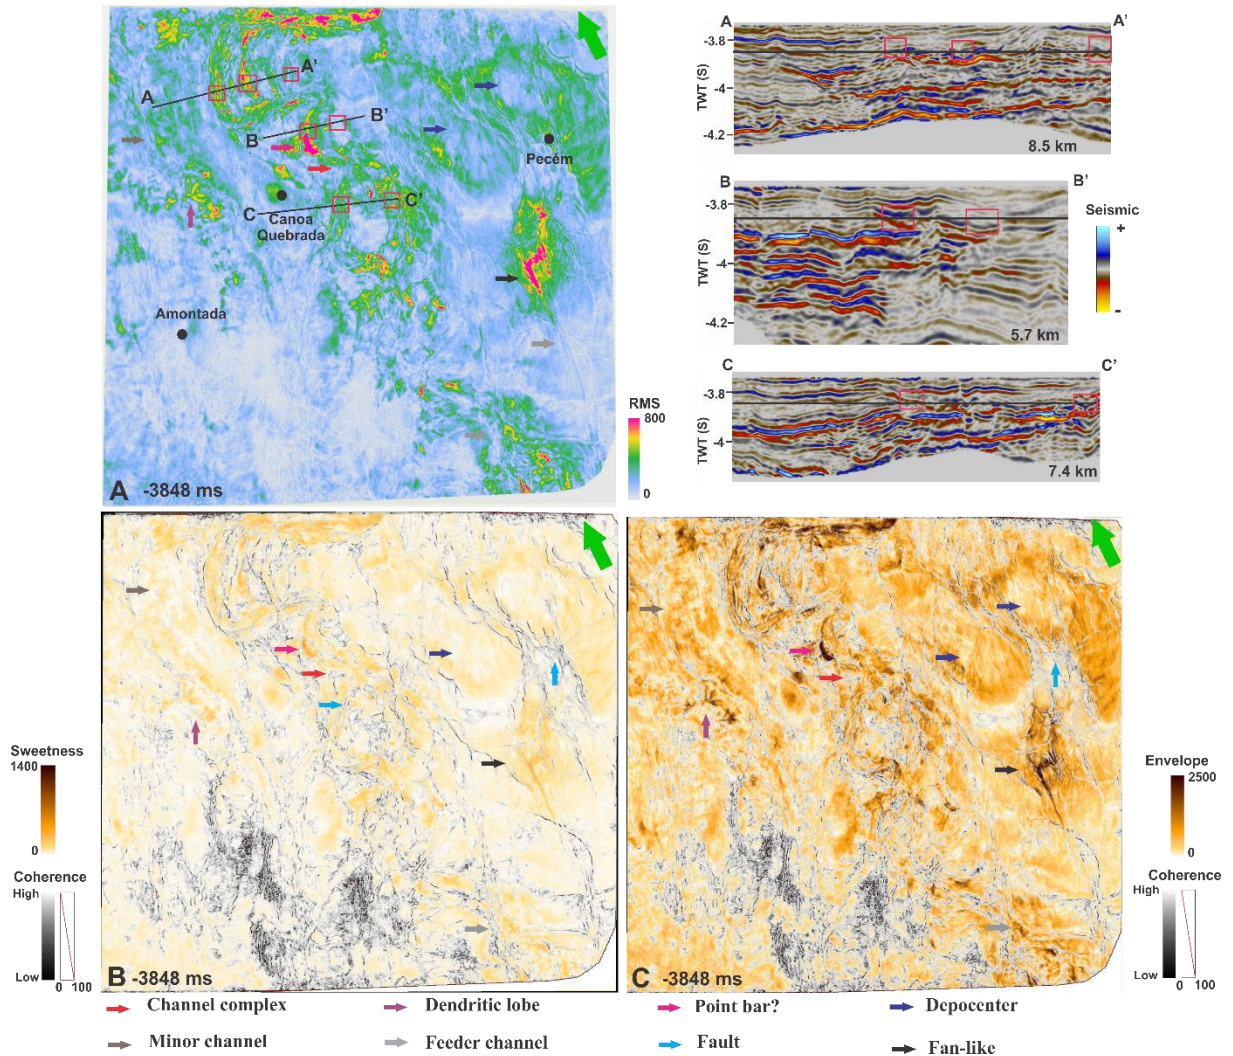 A
A'
B
B'
C
C'
Pecém
Canoa
Quebrada
Amontada
RMS
800
0
A -3848 ms
A
A'
-3.8
-4
-4.2
TWT (S)
8.5 km
B
B'
-3.8
-4
-4.2
TWT (S)
5.7 km
Seismic
+
-
C
C'
-3.8
-4
TWT (S)
7.4 km
Sweetness
1400
0
Coherence
High
Low
0 100
B -3848 ms
C -3848 ms
Envelope
2500
0
Coherence
High
Low
0 100
Channel complex
Dendritic lobe
Point bar?
Depocenter
Minor channel
Feeder channel
Fault
Fan-like